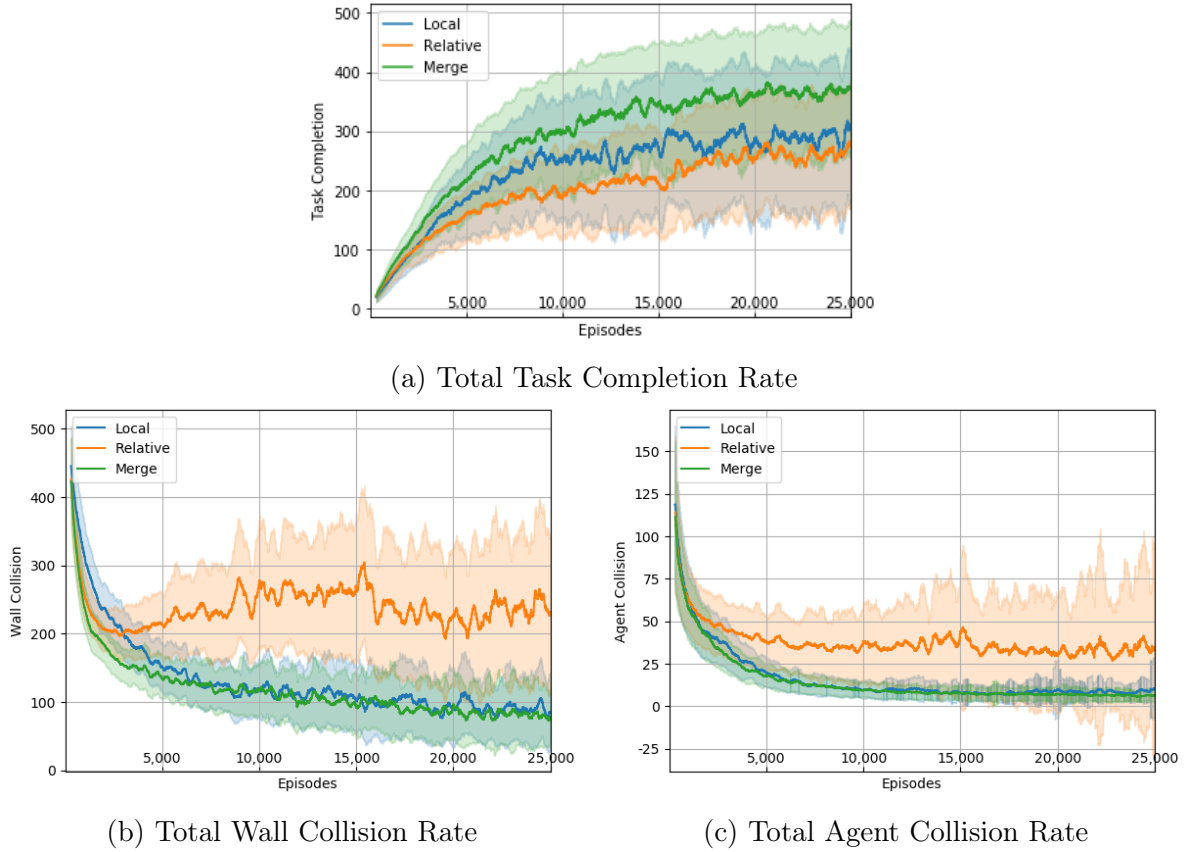 500
400
300
200
100
0
Task Completion
Local
Relative
Merge
5,000 10,000 15,000 20,000 25,000
Episodes
(a) Total Task Completion Rate
500
400
300
200
100
0
Wall Collision
Local
Relative
Merge
5,000 10,000 15,000 20,000 25,000
Episodes
(b) Total Wall Collision Rate
150
125
100
75
50
25
0
-25
Agent Collision
Local
Relative
Merge
5,000 10,000 15,000 20,000 25,000
Episodes
(c) Total Agent Collision Rate